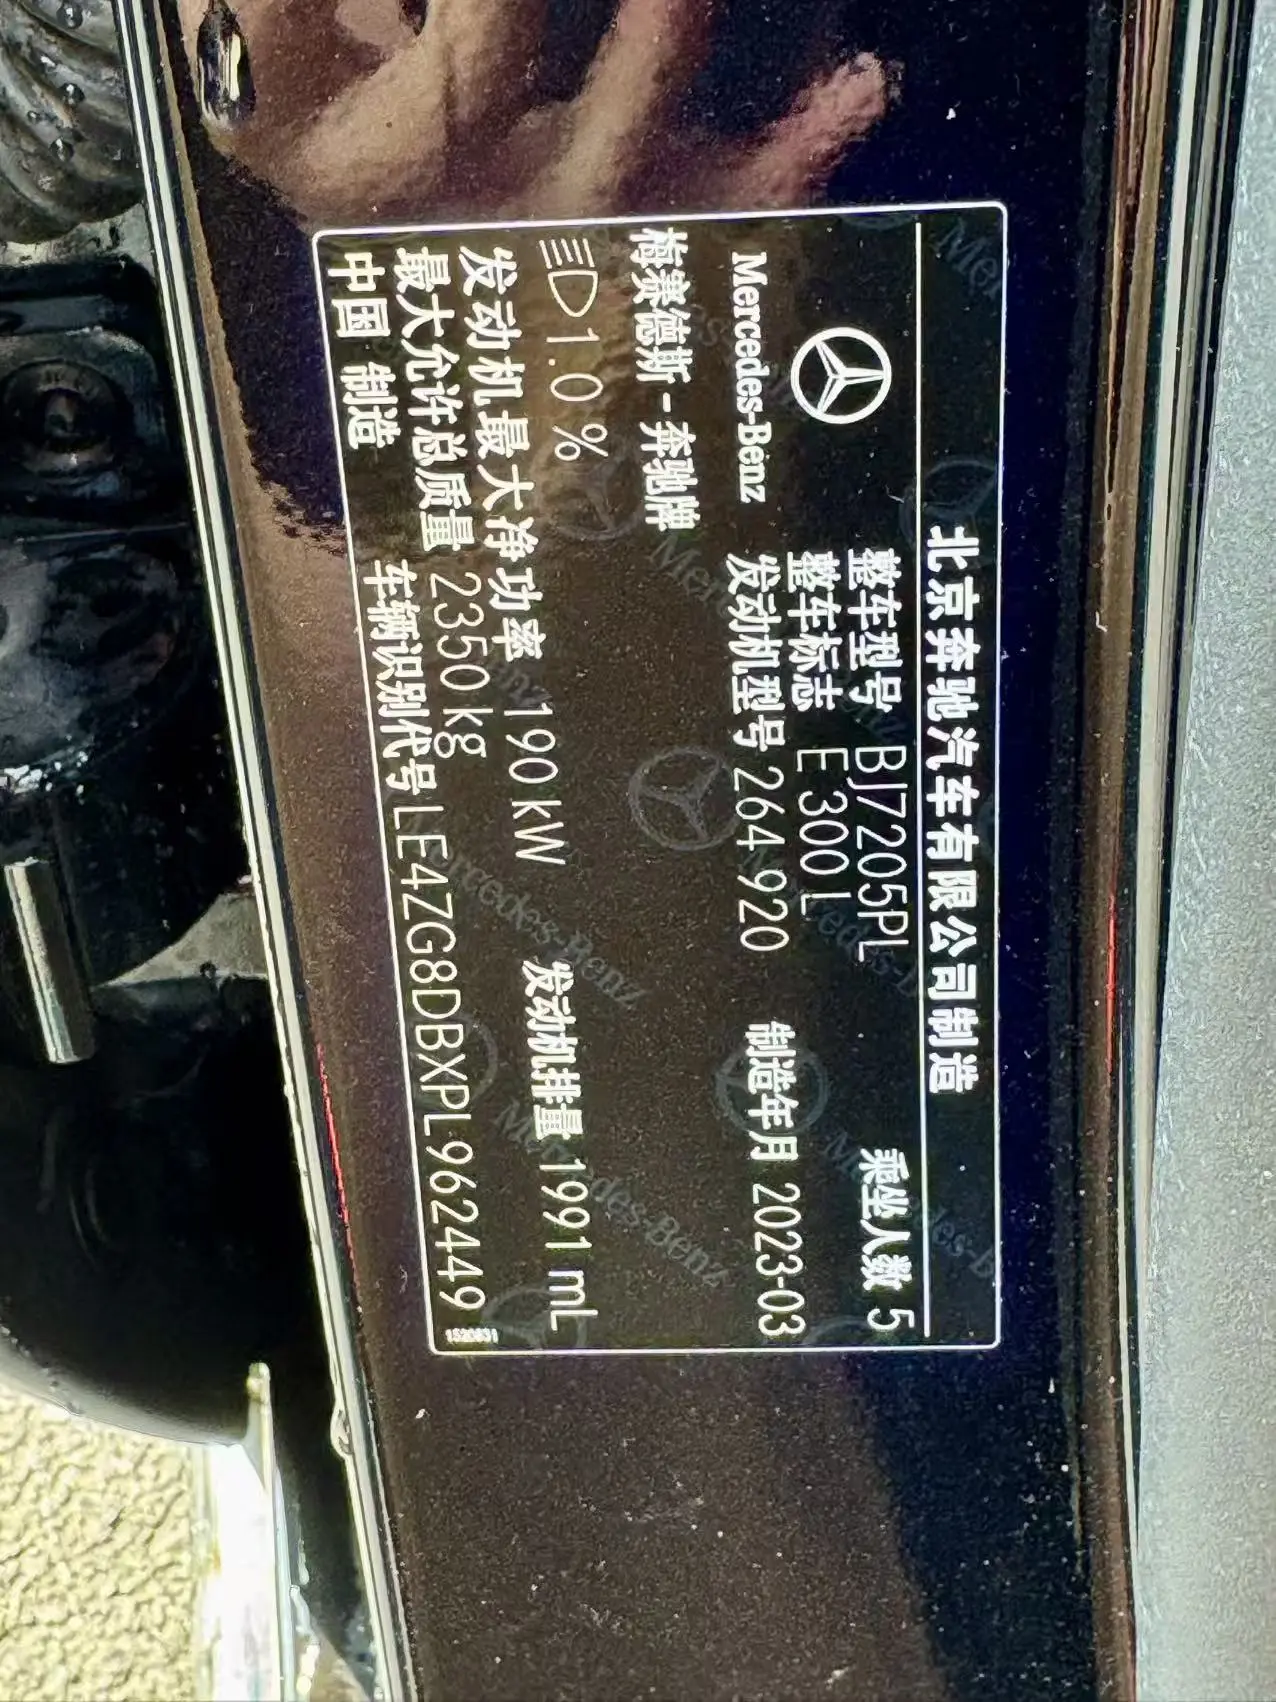 北京奔驰汽车有限公司制造
整车型号 BJ7205PL 乘坐人数 5
整车标志 E 300 L
Mercedes-Benz 发动机型号 264 920 制造年月 2023-03
梅赛德斯-奔驰牌
1.0%
发动机最大净功率 190 kW 发动机排量 1991 mL
最大允许总质量 2350 kg
中国 制造 车辆识别代号 LE4ZG8DBXPL962449
1520831